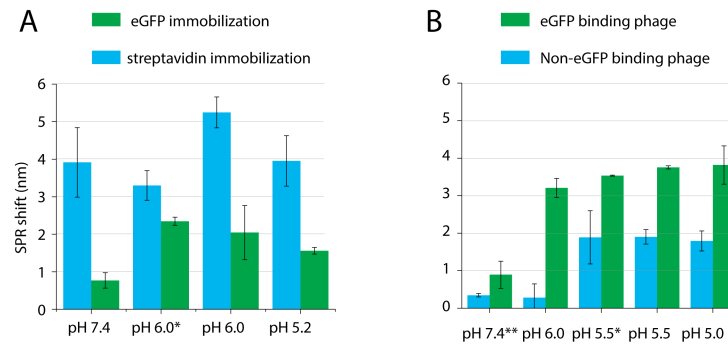 A
eGFP immobilization
streptavidin immobilization
SPR shift (nm)
6
5
4
3
2
1
0
pH 7.4 pH 6.0* pH 6.0 pH 5.2
B
eGFP binding phage
Non-eGFP binding phage
6
5
4
3
2
1
0
pH 7.4** pH 6.0 pH 5.5* pH 5.5 pH 5.0